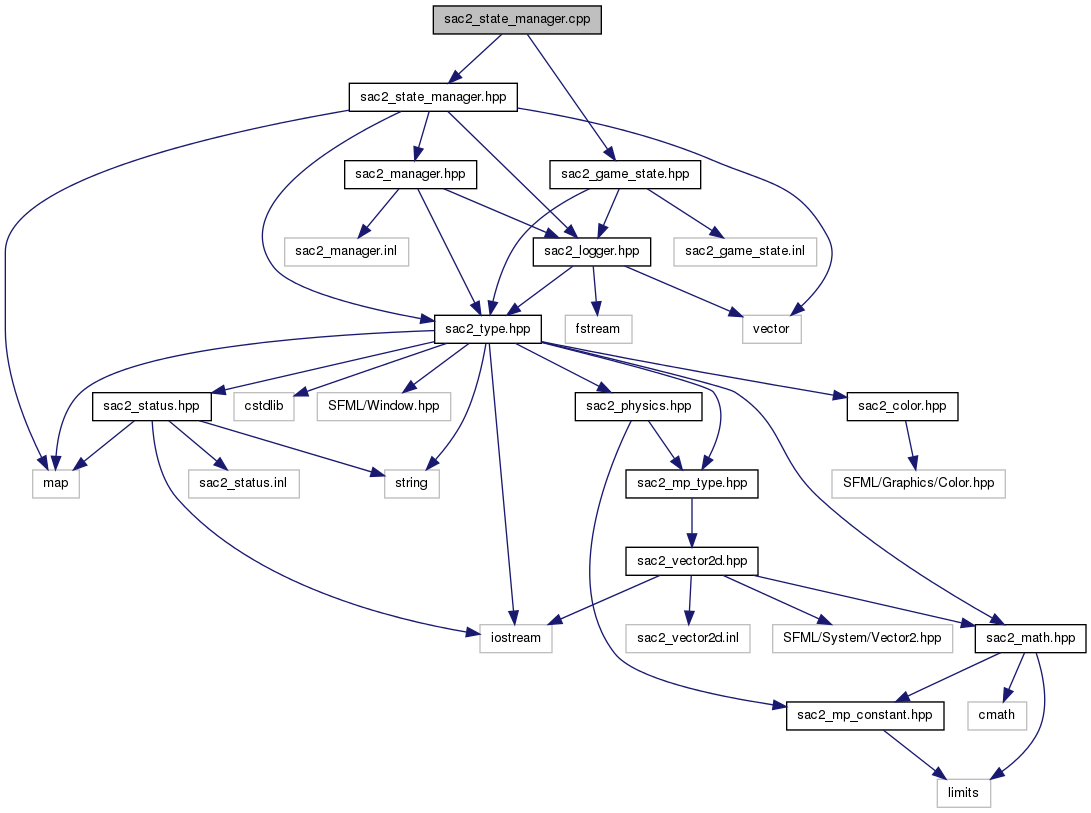 sac2_state_manager.cpp
sac2_state_manager.hpp
sac2_manager.hpp
sac2_game_state.hpp
sac2_manager.inl
sac2_logger.hpp
sac2_game_state.inl
sac2_type.hpp
fstream
vector
sac2_status.hpp
cstdlib
SFML/Window.hpp
sac2_physics.hpp
sac2_color.hpp
map
sac2_status.inl
string
sac2_mp_type.hpp
SFML/Graphics/Color.hpp
sac2_vector2d.hpp
iostream
sac2_vector2d.inl
SFML/System/Vector2.hpp
sac2_math.hpp
sac2_mp_constant.hpp
cmath
limits